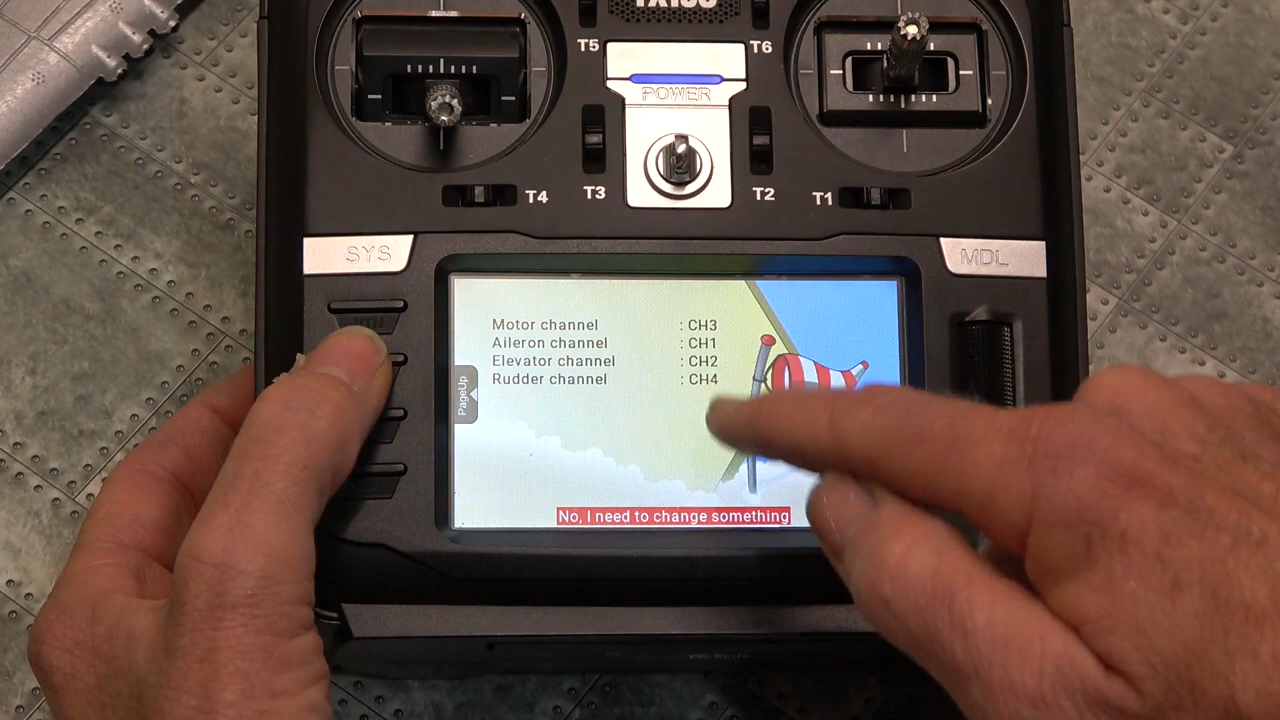 T5
T6
POWER
T4
T3
T2
T1
SYS
MDL
Motor channel : CH3
Aileron channel : CH1
Elevator channel : CH2
Rudder channel : CH4
PageUp
No, I need to change something